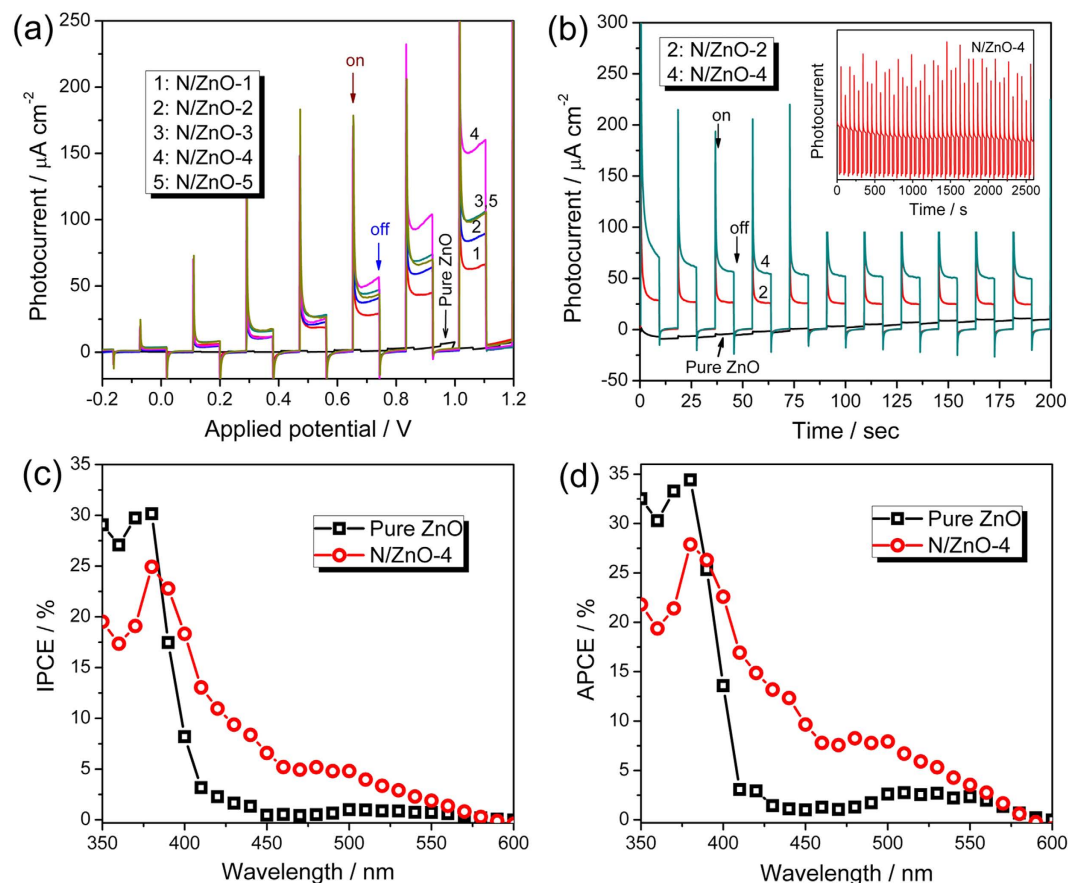 (a)
250
200
150
100
50
0
Photocurrent / μA cm-2
1: N/ZnO-1
2: N/ZnO-2
3: N/ZnO-3
4: N/ZnO-4
5: N/ZnO-5
on
off
Pure ZnO
4
3,5
2
1
-0.2 0.0 0.2 0.4 0.6 0.8 1.0 1.2
Applied potential / V
(b)
300
250
200
150
100
50
0
-50
Photocurrent / μA cm-2
2: N/ZnO-2
4: N/ZnO-4
on
off
4
2
Pure ZnO
N/ZnO-4
Photocurrent
0 500 1000 1500 2000 2500
Time / s
0 25 50 75 100 125 150 175 200
Time / sec
(c)
35
30
25
20
15
10
5
0
IPCE / %
Pure ZnO
N/ZnO-4
350 400 450 500 550 600
Wavelength / nm
(d)
35
30
25
20
15
10
5
0
APCE / %
Pure ZnO
N/ZnO-4
350 400 450 500 550 600
Wavelength / nm